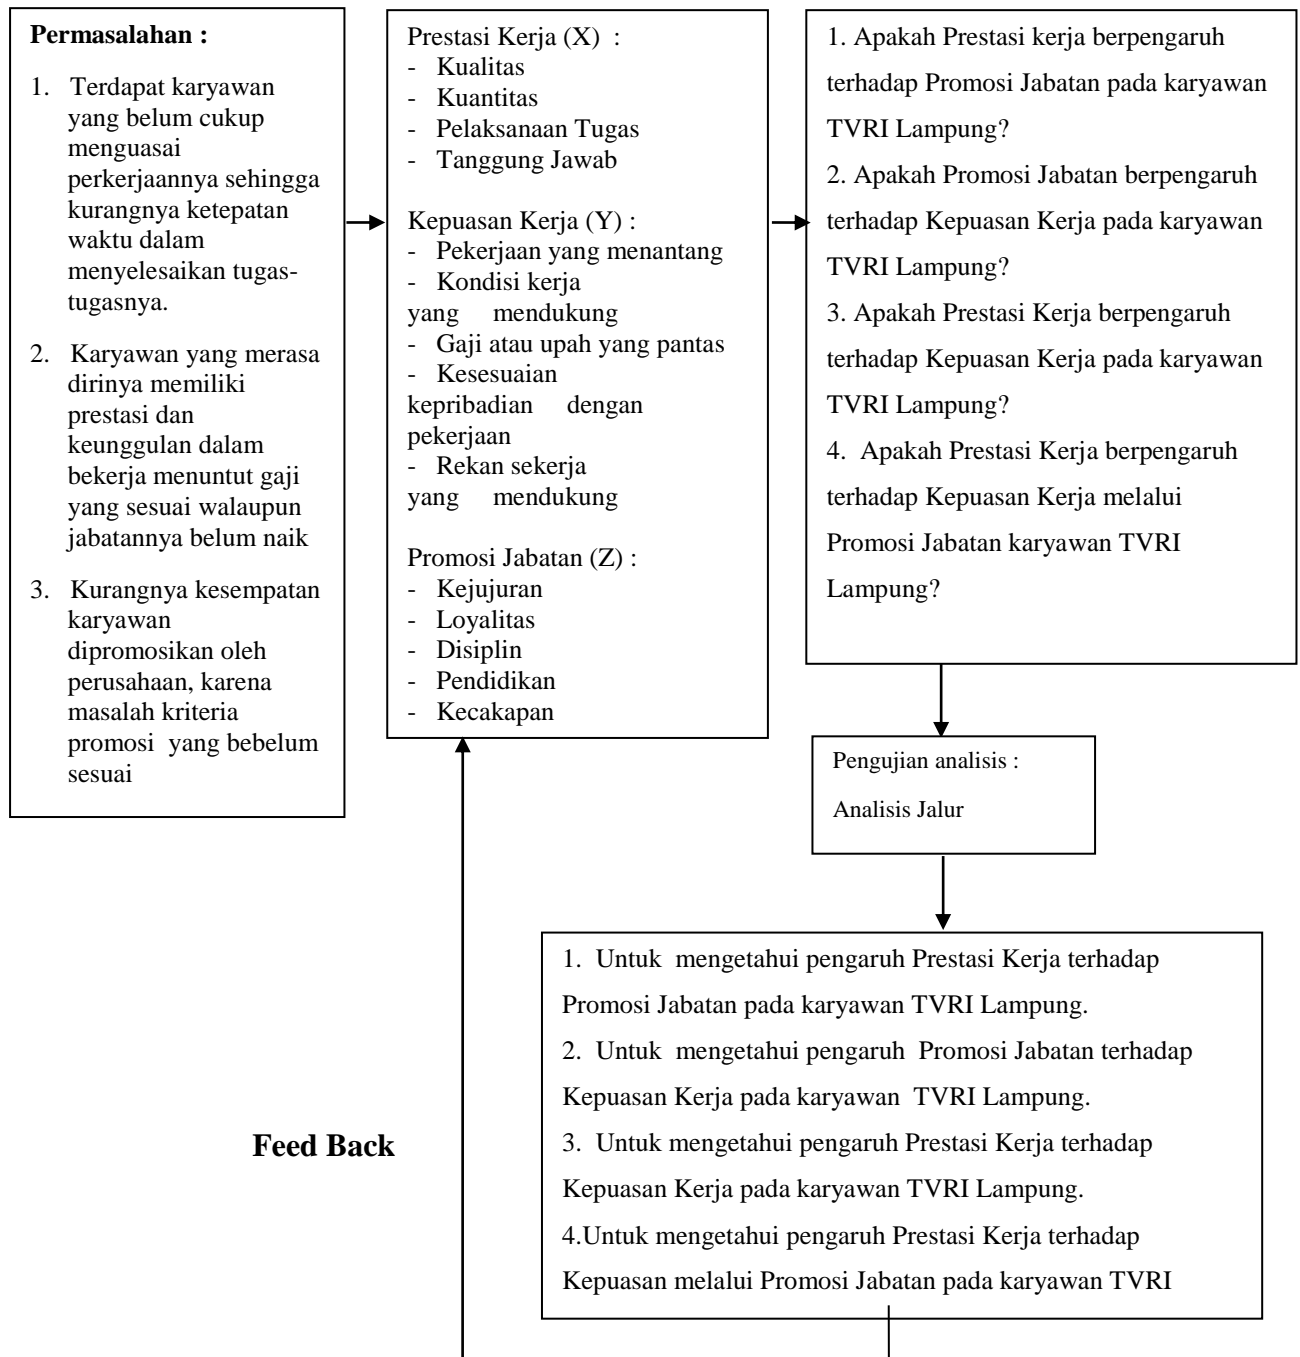 Permasalahan :
1. Terdapat karyawan
yang belum cukup
menguasai
perkerjaannya sehingga
kurangnya ketepatan
waktu dalam
menyelesaikan tugas-
tugasnya.
2. Karyawan yang merasa
dirinya memiliki
prestasi dan
keunggulan dalam
bekerja menuntut gaji
yang sesuai walaupun
jabatannya belum naik
3. Kurangnya kesempatan
karyawan
dipromosikan oleh
perusahaan, karena
masalah kriteria
promosi yang bebelum
sesuai
Prestasi Kerja (X) :
- Kualitas
- Kuantitas
- Pelaksanaan Tugas
- Tanggung Jawab
Kepuasan Kerja (Y) :
- Pekerjaan yang menantang
- Kondisi kerja
yang mendukung
- Gaji atau upah yang pantas
- Kesesuaian
kepribadian dengan
pekerjaan
- Rekan sekerja
yang mendukung
Promosi Jabatan (Z) :
- Kejujuran
- Loyalitas
- Disiplin
- Pendidikan
- Kecakapan
1. Apakah Prestasi kerja berpengaruh
terhadap Promosi Jabatan pada karyawan
TVRI Lampung?
2. Apakah Promosi Jabatan berpengaruh
terhadap Kepuasan Kerja pada karyawan
TVRI Lampung?
3. Apakah Prestasi Kerja berpengaruh
terhadap Kepuasan Kerja pada karyawan
TVRI Lampung?
4. Apakah Prestasi Kerja berpengaruh
terhadap Kepuasan Kerja melalui
Promosi Jabatan karyawan TVRI
Lampung?
Pengujian analisis :
Analisis Jalur
1. Untuk mengetahui pengaruh Prestasi Kerja terhadap
Promosi Jabatan pada karyawan TVRI Lampung.
2. Untuk mengetahui pengaruh Promosi Jabatan terhadap
Kepuasan Kerja pada karyawan TVRI Lampung.
3. Untuk mengetahui pengaruh Prestasi Kerja terhadap
Kepuasan Kerja pada karyawan TVRI Lampung.
4.Untuk mengetahui pengaruh Prestasi Kerja terhadap
Kepuasan melalui Promosi Jabatan pada karyawan TVRI
Feed Back